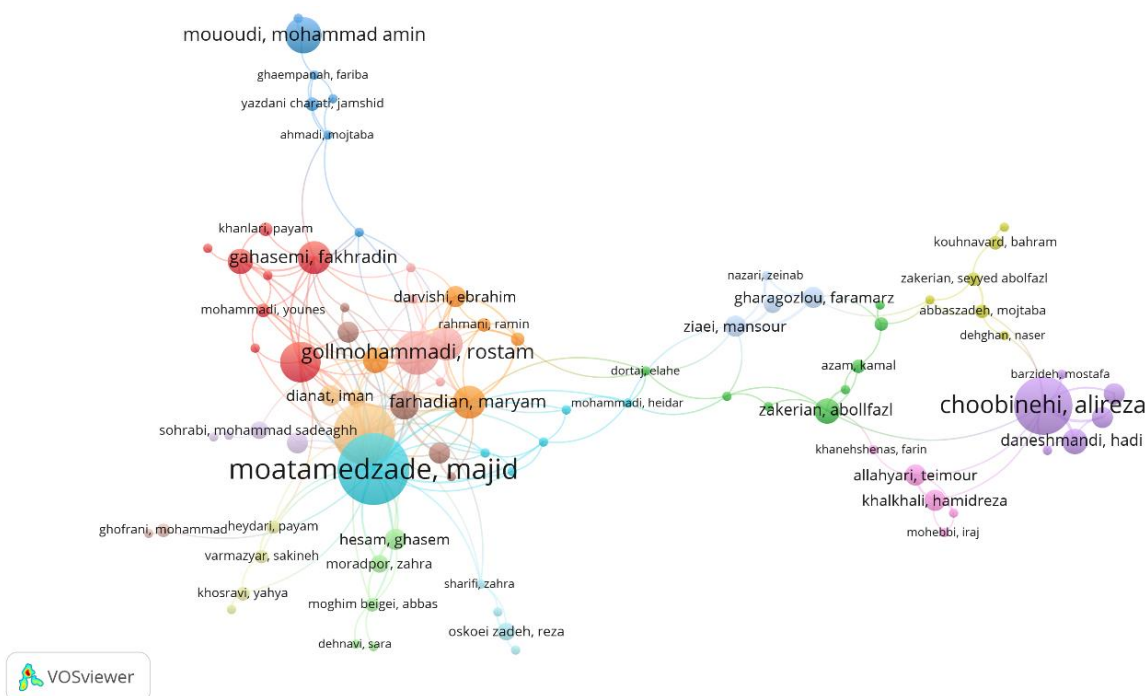 mououdi, mohammad amin
ghaempanah, fariba
yazdani charati, jamshid
ahmadi, mojtaba
khanlari, payam
gahasemi, fakhradin
mohammadi, younes
darvishi, ebrahim
rahmani, ramin
gollmohammadi, rostam
dianat, iman
farhadian, maryam
sohrabi, mohammad sadeaghh
moatamedzade, majid
ghofrani, mohammad
heydari, payam
varmazyar, sakineh
khosravi, yahya
hesam, ghasem
moradpor, zahra
moghim beigei, abbas
dehnavi, sara
sharifi, zahra
oskoei zadeh, reza
dortaj, elahe
mohammadi, heidar
nazari, zeinab
gharagozlou, faramarz
ziaei, mansour
azam, kamal
zakerian, abollfazl
kouhnavard, bahram
zakerian, seyyed abolfazl
abbaszadeh, mojtaba
dehghan, naser
barzideh, mostafa
choobinehi, alireza
daneshmandi, hadi
khanehshenas, farin
allahyari, teimour
khalkhali, hamidreza
mohebbi, iraj
VOSviewer